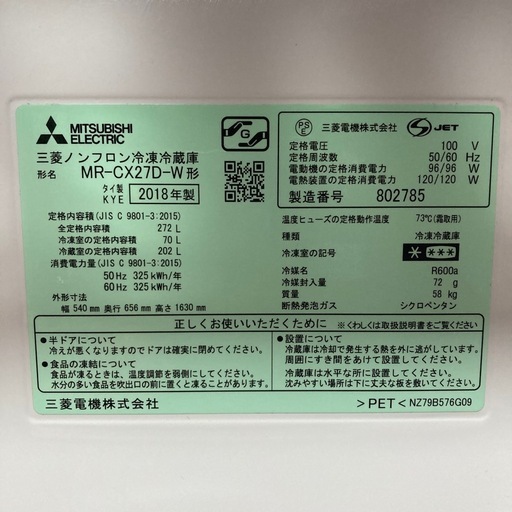 MITSUBISHI
ELECTRIC
G
三菱ノンフロン冷凍冷蔵庫
形名 MR-CX27D-W形
タイ製
KYE 2018年製
定格内容積(JIS C 9801-3:2015)
全定格内容積 272 L
冷凍室の定格内容積 70 L
冷蔵室の定格内容積 202 L
消費電力量(JIS C 9801-3:2015)
50Hz 325 kWh/年
60Hz 325 kWh/年
外形寸法
幅 540mm 奥行 656mm 高さ 1630mm
PS
E
三菱電機株式会社 JET
定格電圧 100 V
定格周波数 50/60 Hz
電動機の定格消費電力 96/96 W
電熱装置の定格消費電力 120/120 W
製造番号 802785
温度ヒューズの定格動作温度 73℃(霜取用)
種類 冷凍冷蔵庫
冷凍室の記号 * ***
冷媒名 R600a
冷媒封入量 72 g
質量 58 kg
断熱発泡ガス シクロペンタン
正しくお使いいただくために ※くわしくは取扱説明書をご覧ください
●半ドアについて
冷えが悪くなりますのでドアは確実に閉めてください。
●食品の凍結について
食品が凍るときは、温度調節を弱側にしてください。
水分の多い食品を吹出口の前に置くと凍ることがあります。
●設置について
冷蔵庫は冷却で発生する熱を外に逃がしています。
周囲にすき間をあけて設置してください。
冷蔵庫は水平な所に設置してください。
沈みやすい場所は下に丈夫な板を敷いてください。
三菱電機株式会社 >PET< NZ79B576G09